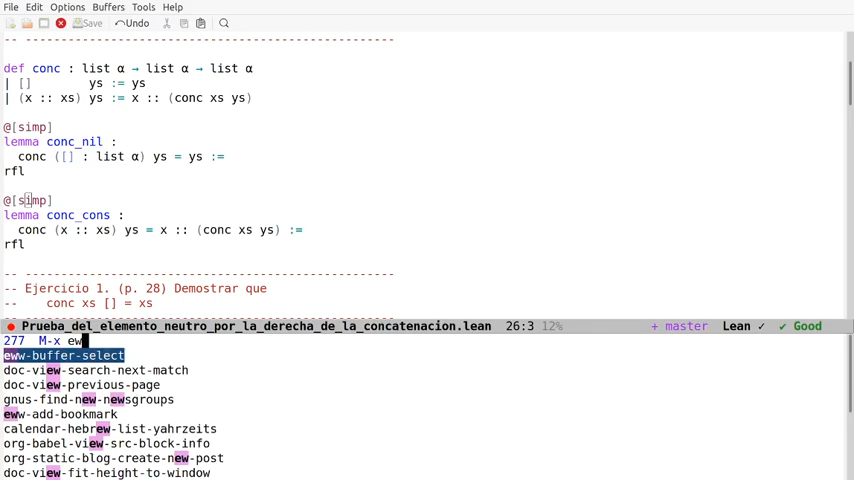 File Edit Options Buffers Tools Help
Save Undo
-- ---------------------------------------------------
def conc : list α → list α → list α
| [] ys := ys
| (x :: xs) ys := x :: (conc xs ys)
@[simp]
lemma conc_nil :
conc ([] : list α) ys = ys :=
rfl
@[simp]
lemma conc_cons :
conc (x :: xs) ys = x :: (conc xs ys) :=
rfl
-- ---------------------------------------------------
-- Ejercicio 1. (p. 28) Demostrar que
-- conc xs [] = xs
-- ---------------------------------------------------
Prueba_del_elemento_neutro_por_la_derecha_de_la_concatenacion.lean 26:3 12% + master Lean ✓ ✓ Good
277 M-x ew
eww-buffer-select
doc-view-search-next-match
doc-view-previous-page
gnus-find-new-newsgroups
eww-add-bookmark
calendar-hebrew-list-yahrzeits
org-babel-view-src-block-info
org-static-blog-create-new-post
doc-view-fit-height-to-window